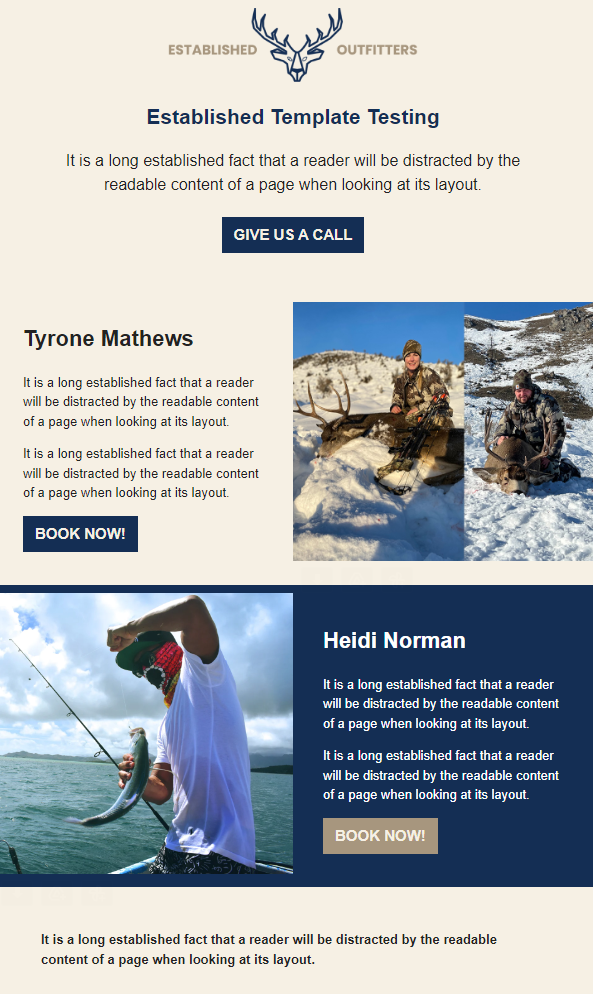 ESTABLISHED OUTFITTERS
Established Template Testing
It is a long established fact that a reader will be distracted by the
readable content of a page when looking at its layout.
GIVE US A CALL
Tyrone Mathews
It is a long established fact that a reader
will be distracted by the readable content
of a page when looking at its layout.
It is a long established fact that a reader
will be distracted by the readable content
of a page when looking at its layout.
BOOK NOW!
Heidi Norman
It is a long established fact that a reader
will be distracted by the readable content
of a page when looking at its layout.
It is a long established fact that a reader
will be distracted by the readable content
of a page when looking at its layout.
BOOK NOW!
It is a long established fact that a reader will be distracted by the readable
content of a page when looking at its layout.